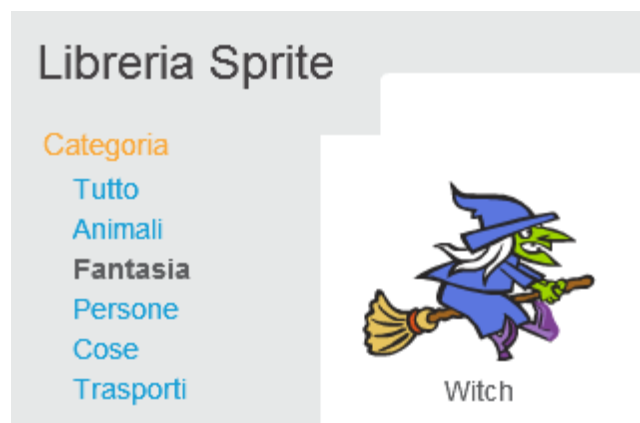 Libreria Sprite
Categoria
Tutto
Animali
Fantasia
Persone
Cose
Trasporti
Witch